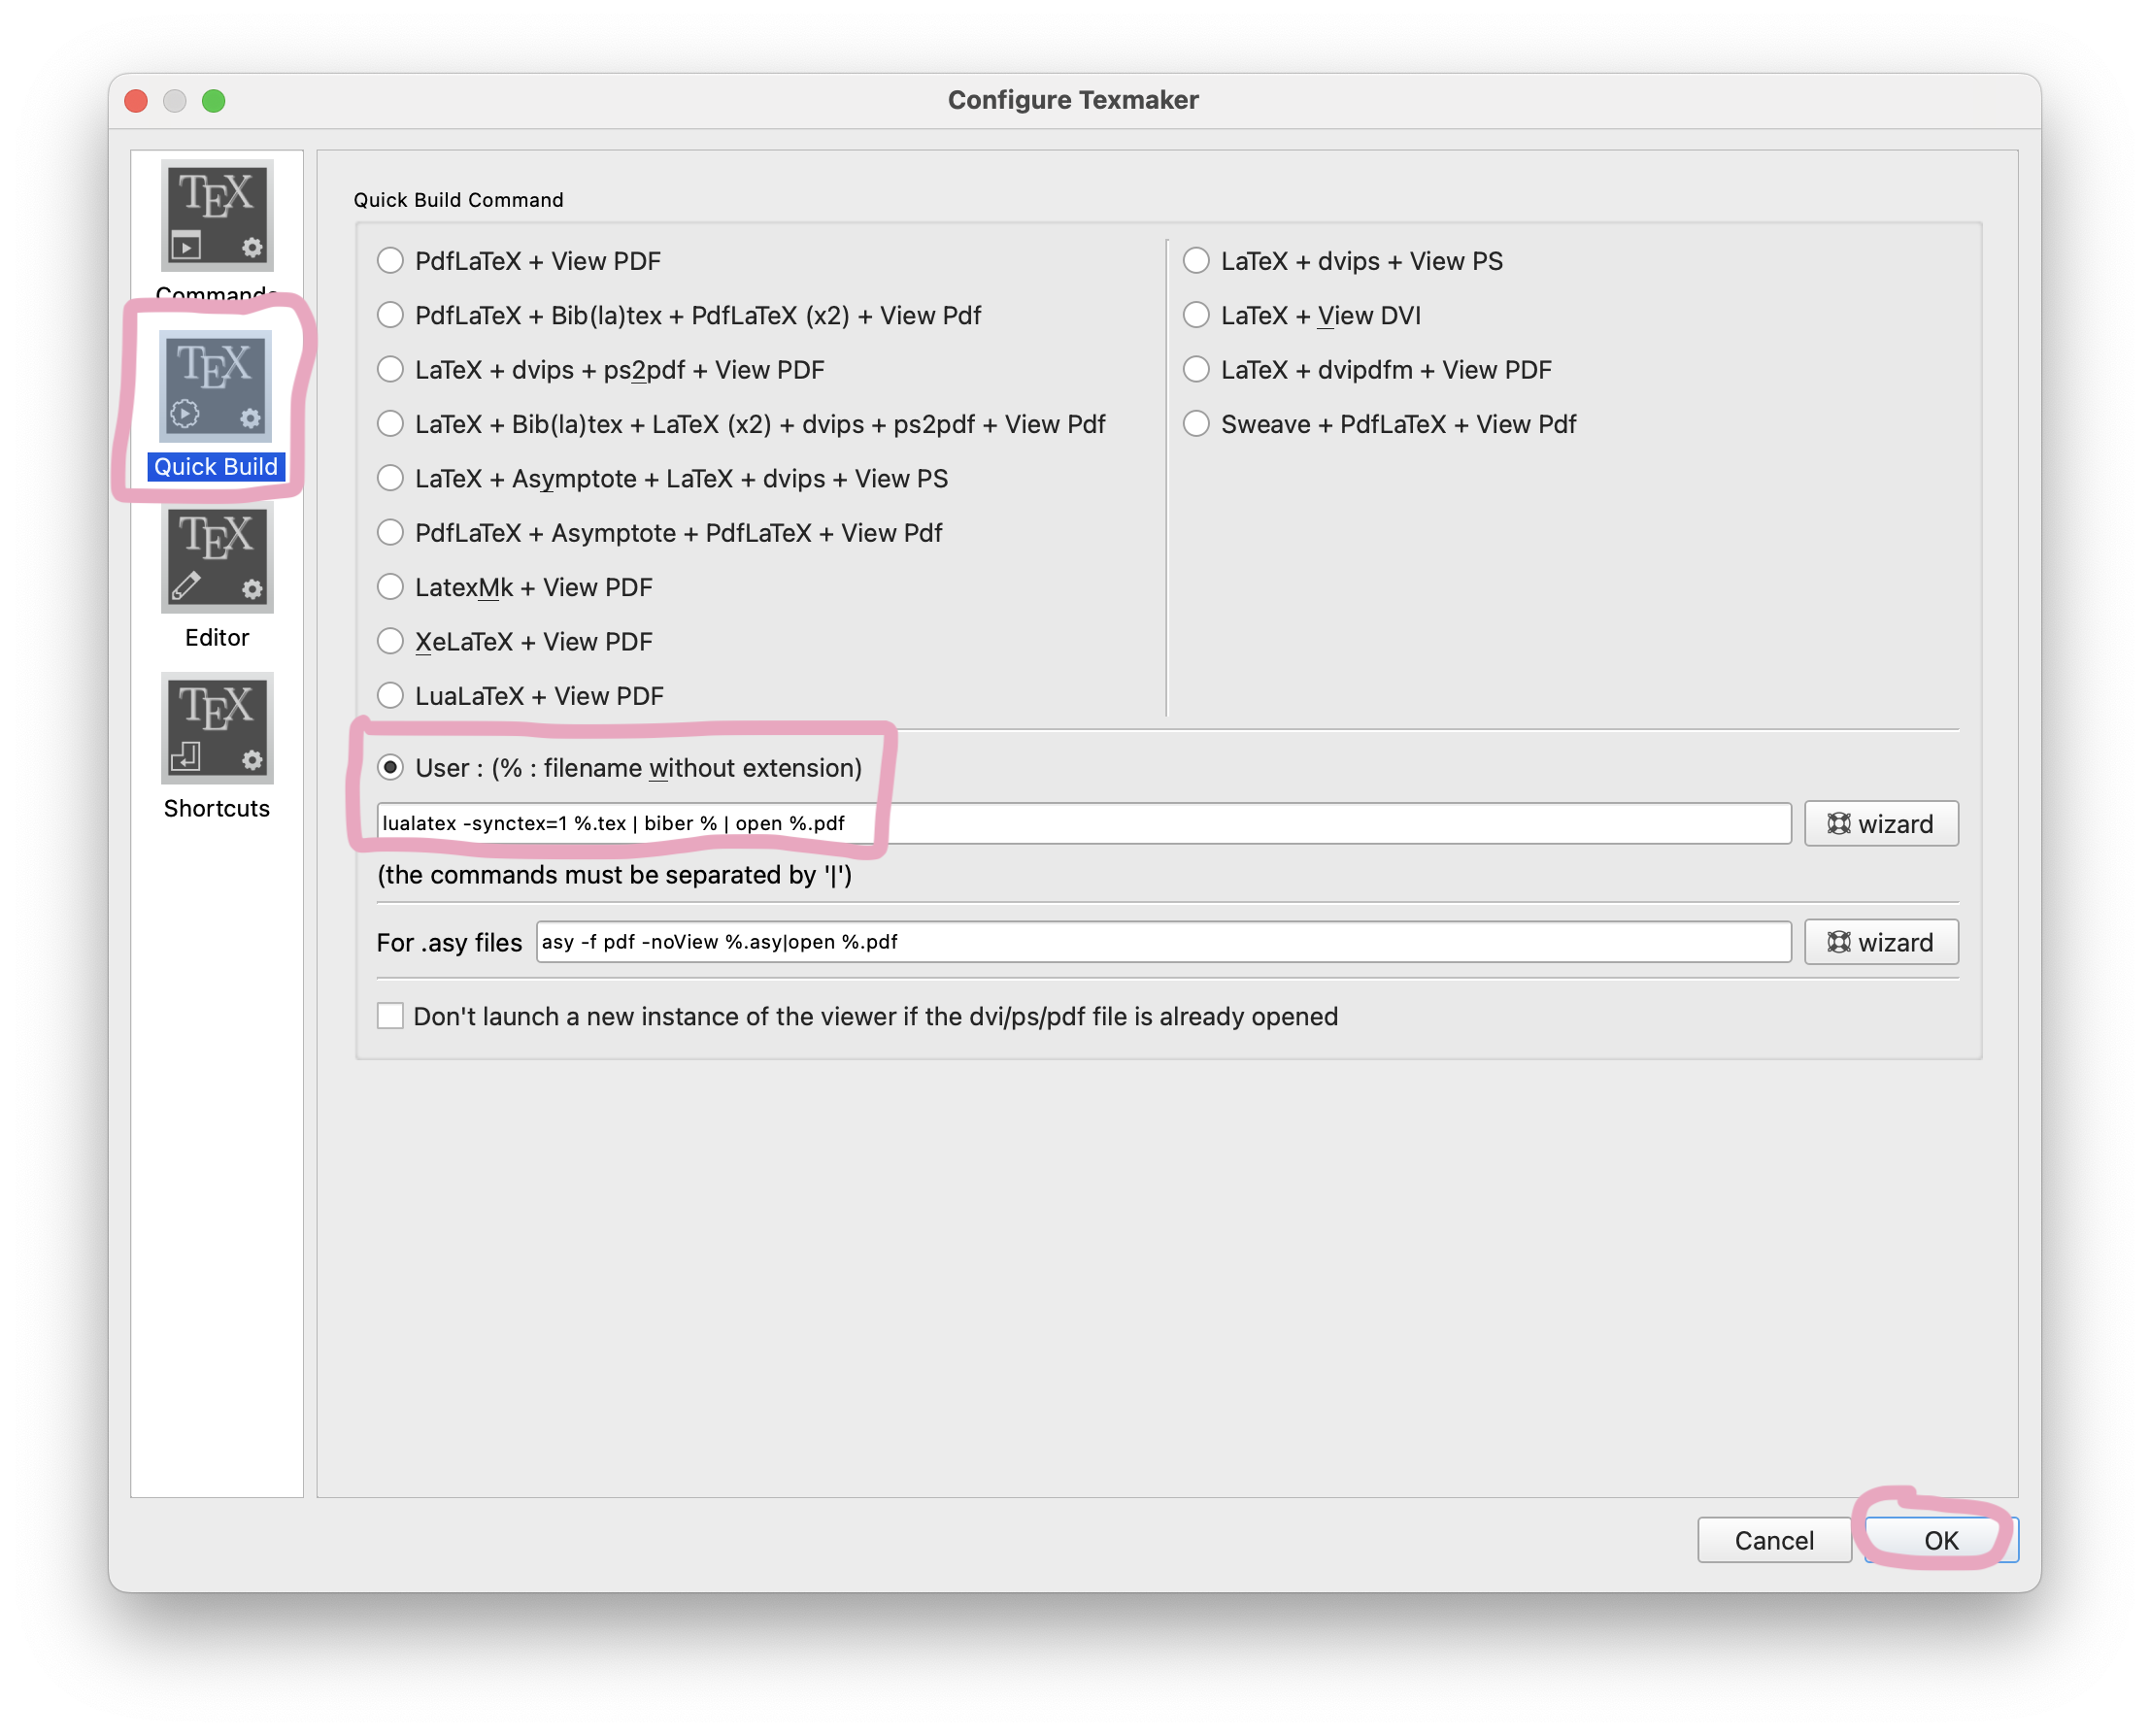 Configure Texmaker
TEX
Commands
TEX
Quick Build
TEX
Editor
TEX
Shortcuts
Quick Build Command
PdfLaTeX + View PDF
PdfLaTeX + Bib(la)tex + PdfLaTeX (x2) + View Pdf
LaTeX + dvips + ps2pdf + View PDF
LaTeX + Bib(la)tex + LaTeX (x2) + dvips + ps2pdf + View Pdf
LaTeX + Asymptote + LaTeX + dvips + View PS
PdfLaTeX + Asymptote + PdfLaTeX + View Pdf
LatexMk + View PDF
XeLaTeX + View PDF
LuaLaTeX + View PDF
LaTeX + dvips + View PS
LaTeX + View DVI
LaTeX + dvipdfm + View PDF
Sweave + PdfLaTeX + View Pdf
User : (% : filename without extension)
lualatex -synctex=1 %.tex | biber % | open %.pdf
wizard
(the commands must be separated by '|')
For .asy files
asy -f pdf -noView %.asy|open %.pdf
wizard
Don't launch a new instance of the viewer if the dvi/ps/pdf file is already opened
Cancel
OK